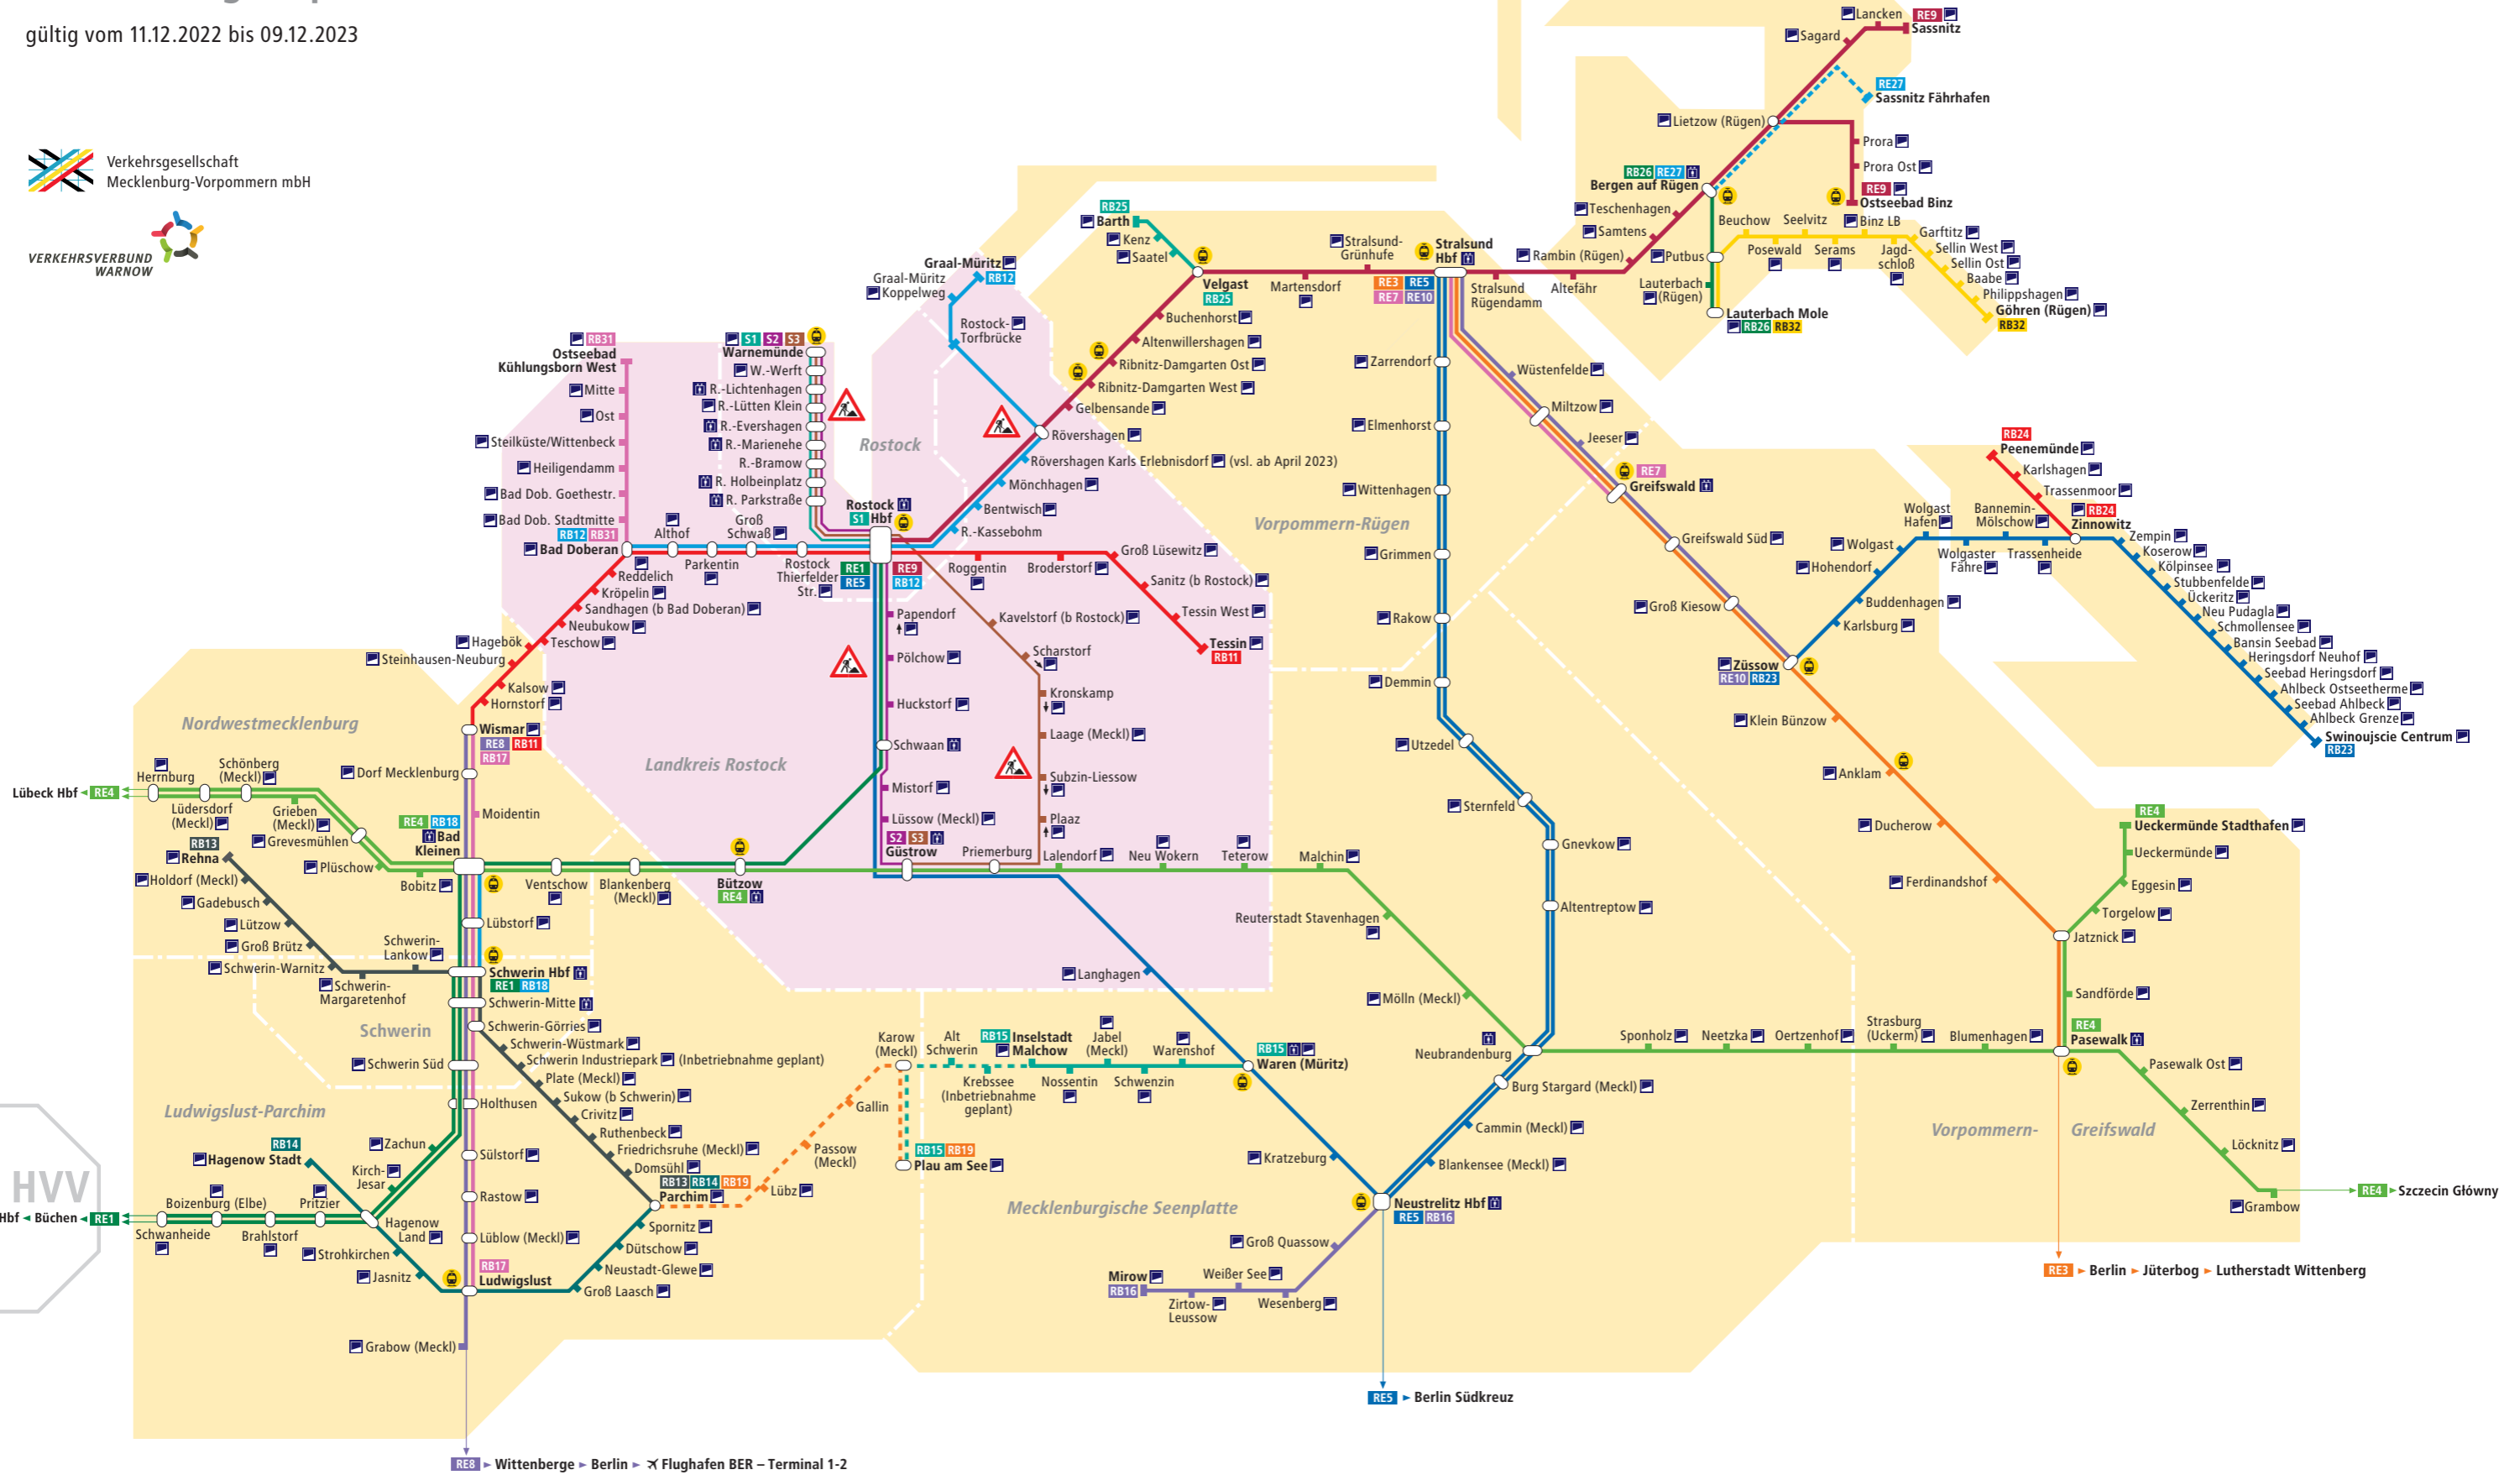 gültig vom 11.12.2022 bis 09.12.2023
Verkehrsgesellschaft
Mecklenburg-Vorpommern mbH
VERKEHRSVERBUND
WARNOW
Lancken
RE9
Sassnitz
Sagard
RE27
Sassnitz Fährhafen
Lietzow (Rügen)
Prora
Prora Ost
RE9
Ostseebad Binz
RB26 RE27
Bergen auf Rügen
Teschenhagen
Samtens
Rambin (Rügen)
Altefähr
Stralsund
Rügendamm
Beuchow
Seelvitz
Binz LB
Garftitz
Sellin West
Sellin Ost
Baabe
Philippshagen
Göhren (Rügen)
RB32
Posewald
Serams
Jagd-
schloß
Putbus
Lauterbach
(Rügen)
Lauterbach Mole
RB26 RB32
RB25
Barth
Kenz
Saatel
Velgast
RB25
Martensdorf
Stralsund-
Grünhufe
Stralsund
Hbf
RE3 RE5
RE7 RE10
Graal-Müritz
RB12
Graal-Müritz
Koppelweg
Rostock-
Torfbrücke
Buchenhorst
Altenwillershagen
Ribnitz-Damgarten Ost
Ribnitz-Damgarten West
Gelbensande
Rövershagen
Rövershagen Karls Erlebnisdorf (vsl. ab April 2023)
Mönchhagen
Bentwisch
R.-Kassebohm
RB31
Ostseebad
Kühlungsborn West
Mitte
Ost
Steilküste/Wittenbeck
Heiligendamm
Bad Dob. Goethestr.
Bad Dob. Stadtmitte
RB12 RB31
Bad Doberan
S1 S2 S3
Warnemünde
W.-Werft
R.-Lichtenhagen
R.-Lütten Klein
R.-Evershagen
R.-Marienehe
R.-Bramow
R. Holbeinplatz
R. Parkstraße
Rostock
Rostock
S1 Hbf
RE1 RE9
RE5 RB12
Althof
Parkentin
Groß
Schwaß
Rostock
Thierfelder
Str.
Reddelich
Kröpelin
Sandhagen (b Bad Doberan)
Neubukow
Teschow
Hagebök
Steinhausen-Neuburg
Kalsow
Hornstorf
Wismar
RE8 RB11
RB17
Dorf Mecklenburg
Moidentin
Roggentin
Broderstorf
Groß Lüsewitz
Sanitz (b Rostock)
Tessin West
Tessin
RB11
Papendorf
Pölchow
Huckstorf
Schwaan
Mistorf
Lüssow (Meckl)
S2 S3
Güstrow
Kavelstorf (b Rostock)
Scharstorf
Kronskamp
Laage (Meckl)
Subzin-Liessow
Plaaz
Priemerburg
Landkreis Rostock
Nordwestmecklenburg
Vorpommern-Rügen
Zarrendorf
Elmenhorst
Wittenhagen
Grimmen
Rakow
Demmin
Utzedel
Sternfeld
Gnevkow
Altentreptow
Wüstenfelde
Miltzow
Jeeser
RE7
Greifswald
Greifswald Süd
Groß Kiesow
Züssow
RE10 RB23
Karlsburg
Buddenhagen
Hohendorf
Wolgast
Wolgast
Hafen
Wolgaster
Fähre
Bannemin-
Mölschow
Trassenheide
RB24
Zinnowitz
RB24
Peenemünde
Karlshagen
Trassenmoor
Zempin
Koserow
Kölpinsee
Stubbenfelde
Ückeritz
Neu Pudagla
Schmollensee
Bansin Seebad
Heringsdorf Neuhof
Seebad Heringsdorf
Ahlbeck Ostseetherme
Seebad Ahlbeck
Ahlbeck Grenze
Swinoujscie Centrum
RB23
Klein Bünzow
Anklam
Ducherow
Ferdinandshof
RE4
Ueckermünde Stadthafen
Ueckermünde
Eggesin
Torgelow
Jatznick
Sandförde
RE4
Pasewalk
Pasewalk Ost
Zerrenthin
Löcknitz
Grambow
RE4 Szczecin Główny
Lübeck Hbf RE4
Herrnburg
Lüdersdorf
(Meckl)
Schönberg
(Meckl)
Grieben
(Meckl)
Grevesmühlen
Plüschow
Bobitz
RE4 RB18
Bad
Kleinen
Ventschow
Blankenberg
(Meckl)
Bützow
RE4
Lalendorf
Neu Wokern
Teterow
Malchin
Reuterstadt Stavenhagen
Mölln (Meckl)
Neubrandenburg
Sponholz
Neetzka
Oertzenhof
Strasburg
(Uckerm)
Blumenhagen
RB13
Rehna
Holdorf (Meckl)
Gadebusch
Lützow
Groß Brütz
Schwerin-Warnitz
Schwerin-
Margaretenhof
Schwerin-
Lankow
Lübstorf
Schwerin Hbf
RE1 RB18
Schwerin-Mitte
Schwerin-Görries
Schwerin
Schwerin Süd
Schwerin-Wüstmark
Schwerin Industriepark (Inbetriebnahme geplant)
Plate (Meckl)
Sukow (b Schwerin)
Crivitz
Ruthenbeck
Friedrichsruhe (Meckl)
Domsühl
RB13 RB14 RB19
Parchim
Holthusen
Sülstorf
Rastow
Lüblow (Meckl)
RB17
Ludwigslust
Grabow (Meckl)
Zachun
Kirch-
Jesar
Ludwigslust-Parchim
RB14
Hagenow Stadt
Hagenow
Land
Pritzier
Brahlstorf
Boizenburg (Elbe)
Schwanheide
Hbf Büchen RE1
HVV
Strohkirchen
Jasnitz
Groß Laasch
Neustadt-Glewe
Dütschow
Spornitz
Lübz
Passow
(Meckl)
Gallin
Karow
(Meckl)
RB15 RB19
Plau am See
Alt
Schwerin
Krebssee
(Inbetriebnahme
geplant)
RB15 Inselstadt
Malchow
Nossentin
Jabel
(Meckl)
Schwenzin
Warenshof
RB15
Waren (Müritz)
Langhagen
Kratzeburg
Burg Stargard (Meckl)
Cammin (Meckl)
Blankensee (Meckl)
Neustrelitz Hbf
RE5 RB16
Groß Quassow
Wesenberg
Weißer See
Zirtow-
Leussow
Mirow
RB16
Mecklenburgische Seenplatte
Vorpommern- Greifswald
RE3 Berlin Jüterbog Lutherstadt Wittenberg
RE5 Berlin Südkreuz
RE8 Wittenberge Berlin Flughafen BER – Terminal 1-2